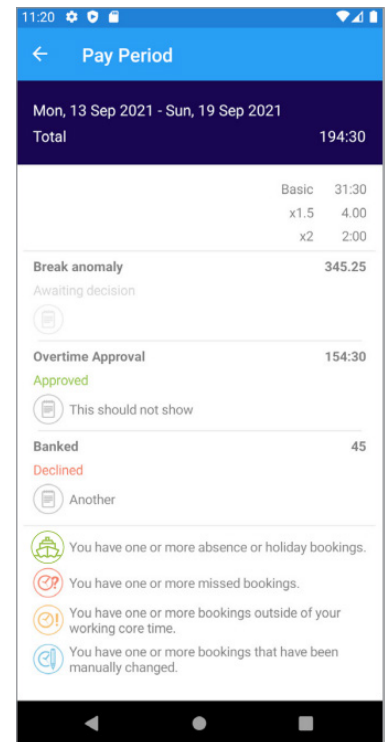 11:20
Pay Period
Mon, 13 Sep 2021 - Sun, 19 Sep 2021
Total 194:30
Basic 31:30
x1.5 4.00
x2 2:00
Break anomaly 345.25
Awaiting decision
Overtime Approval 154:30
Approved
This should not show
Banked 45
Declined
Another
You have one or more absence or holiday bookings.
You have one or more missed bookings.
You have one or more bookings outside of your
working core time.
You have one or more bookings that have been
manually changed.